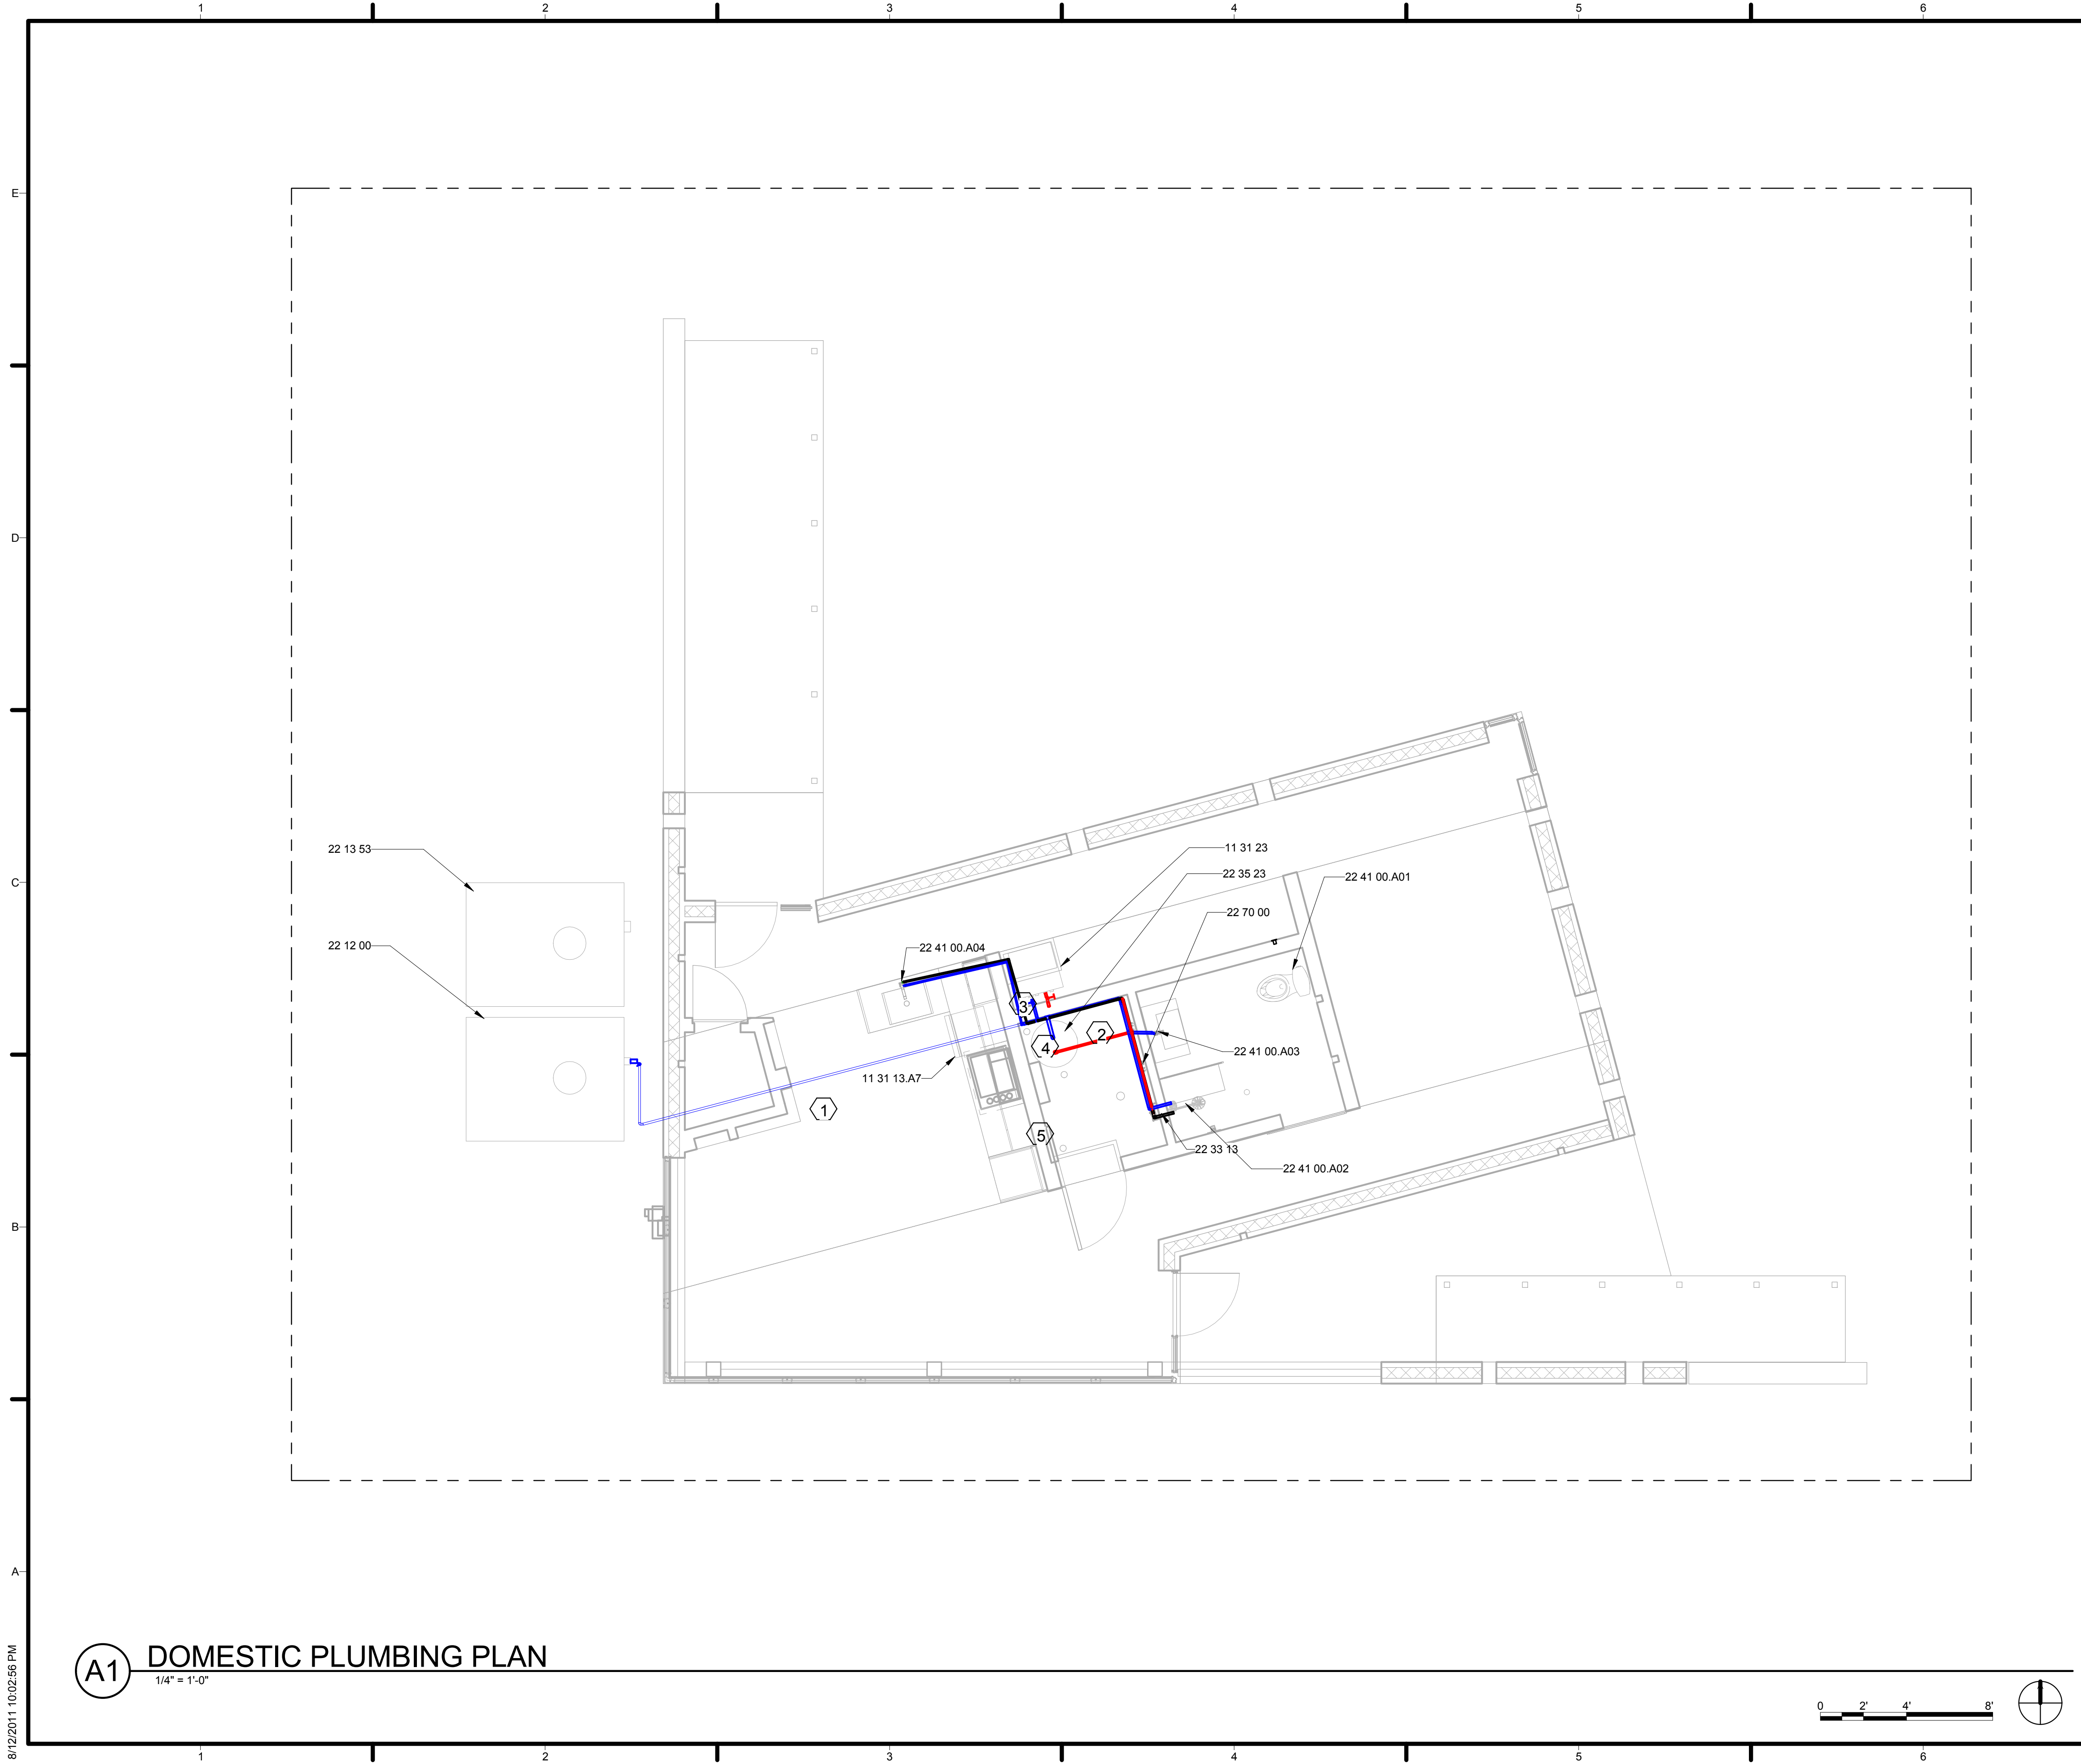 1 2 3 4 5 6
E
D
C
B
A
22 13 53
11 31 23
22 35 23
22 41 00.A01
22 70 00
22 12 00
22 41 00.A04
3
2
4
22 41 00.A03
11 31 13.A7
1
5
22 33 13
22 41 00.A02
A1
DOMESTIC PLUMBING PLAN
1/4" = 1'-0"
0 2' 4' 8'
8/12/2011 10:02:56 PM
1 2 3 4 5 6